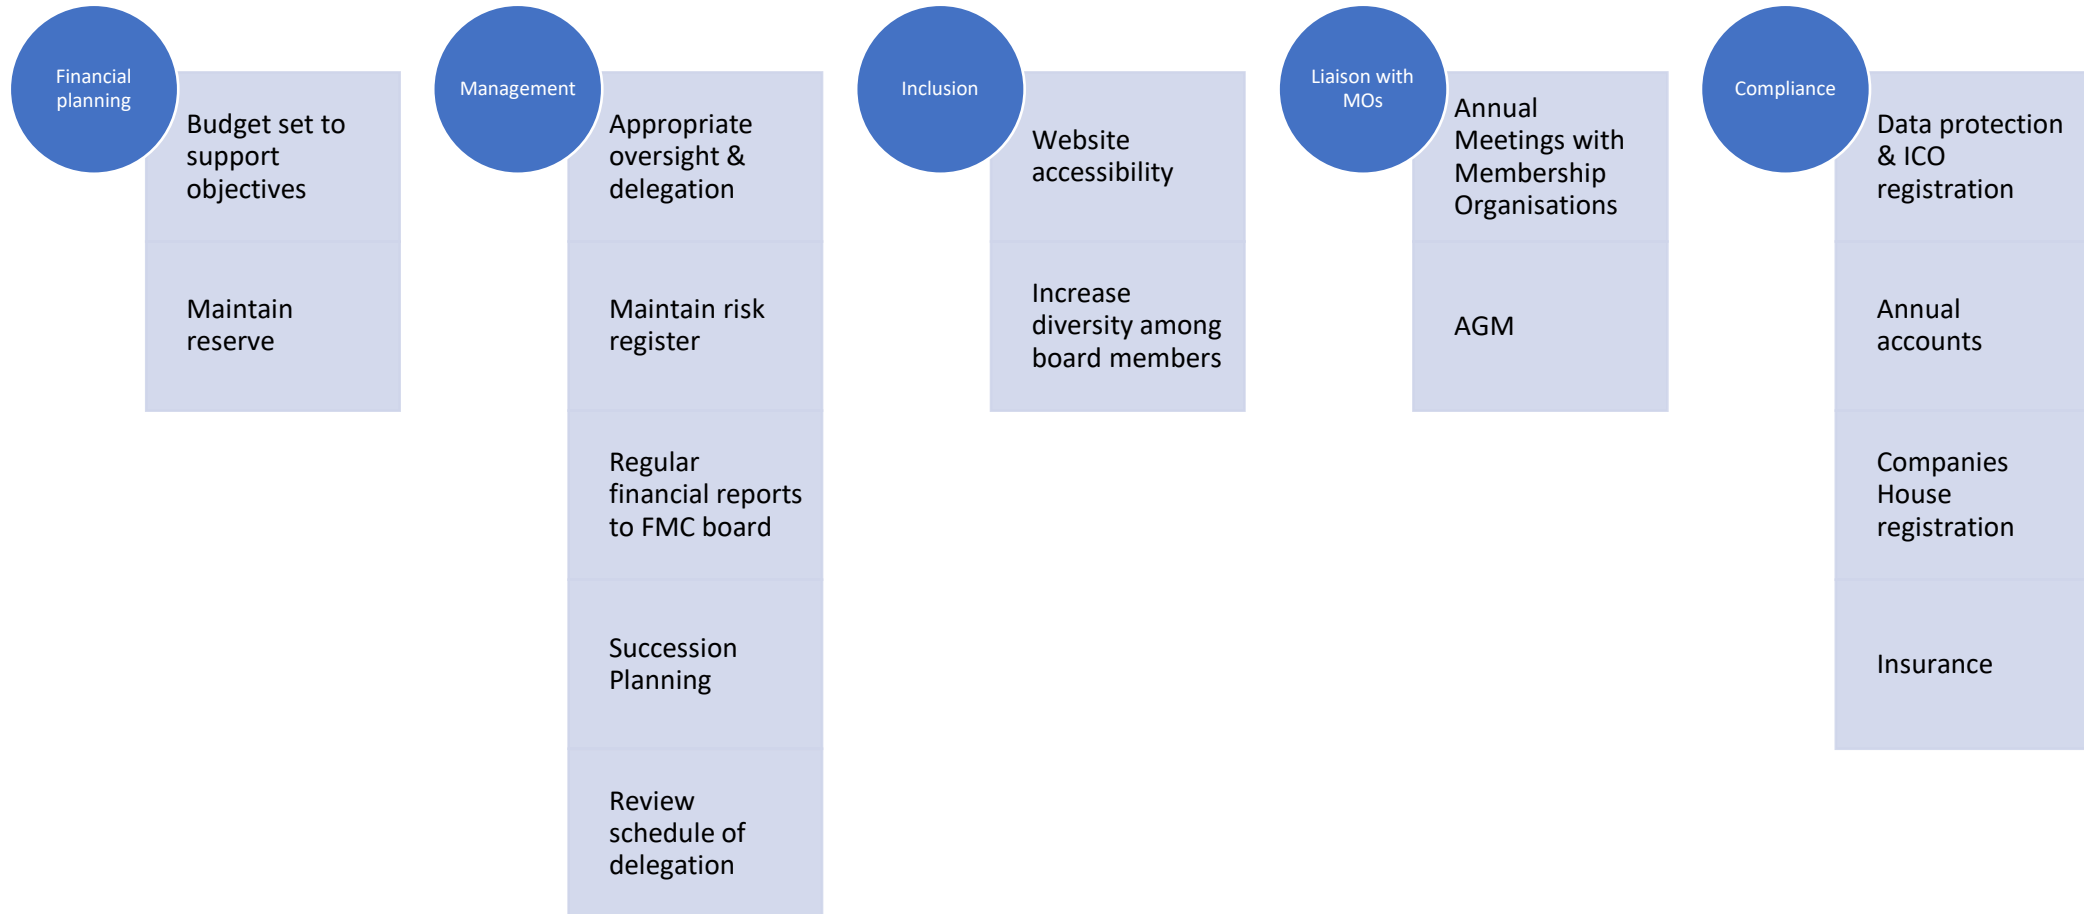 Financial
planning
Budget set to
support
objectives
Maintain
reserve
Management
Appropriate
oversight &
delegation
Maintain risk
register
Regular
financial reports
to FMC board
Succession
Planning
Review
schedule of
delegation
Inclusion
Website
accessibility
Increase
diversity among
board members
Liaison with
MOs
Annual
Meetings with
Membership
Organisations
AGM
Compliance
Data protection
& ICO
registration
Annual
accounts
Companies
House
registration
Insurance